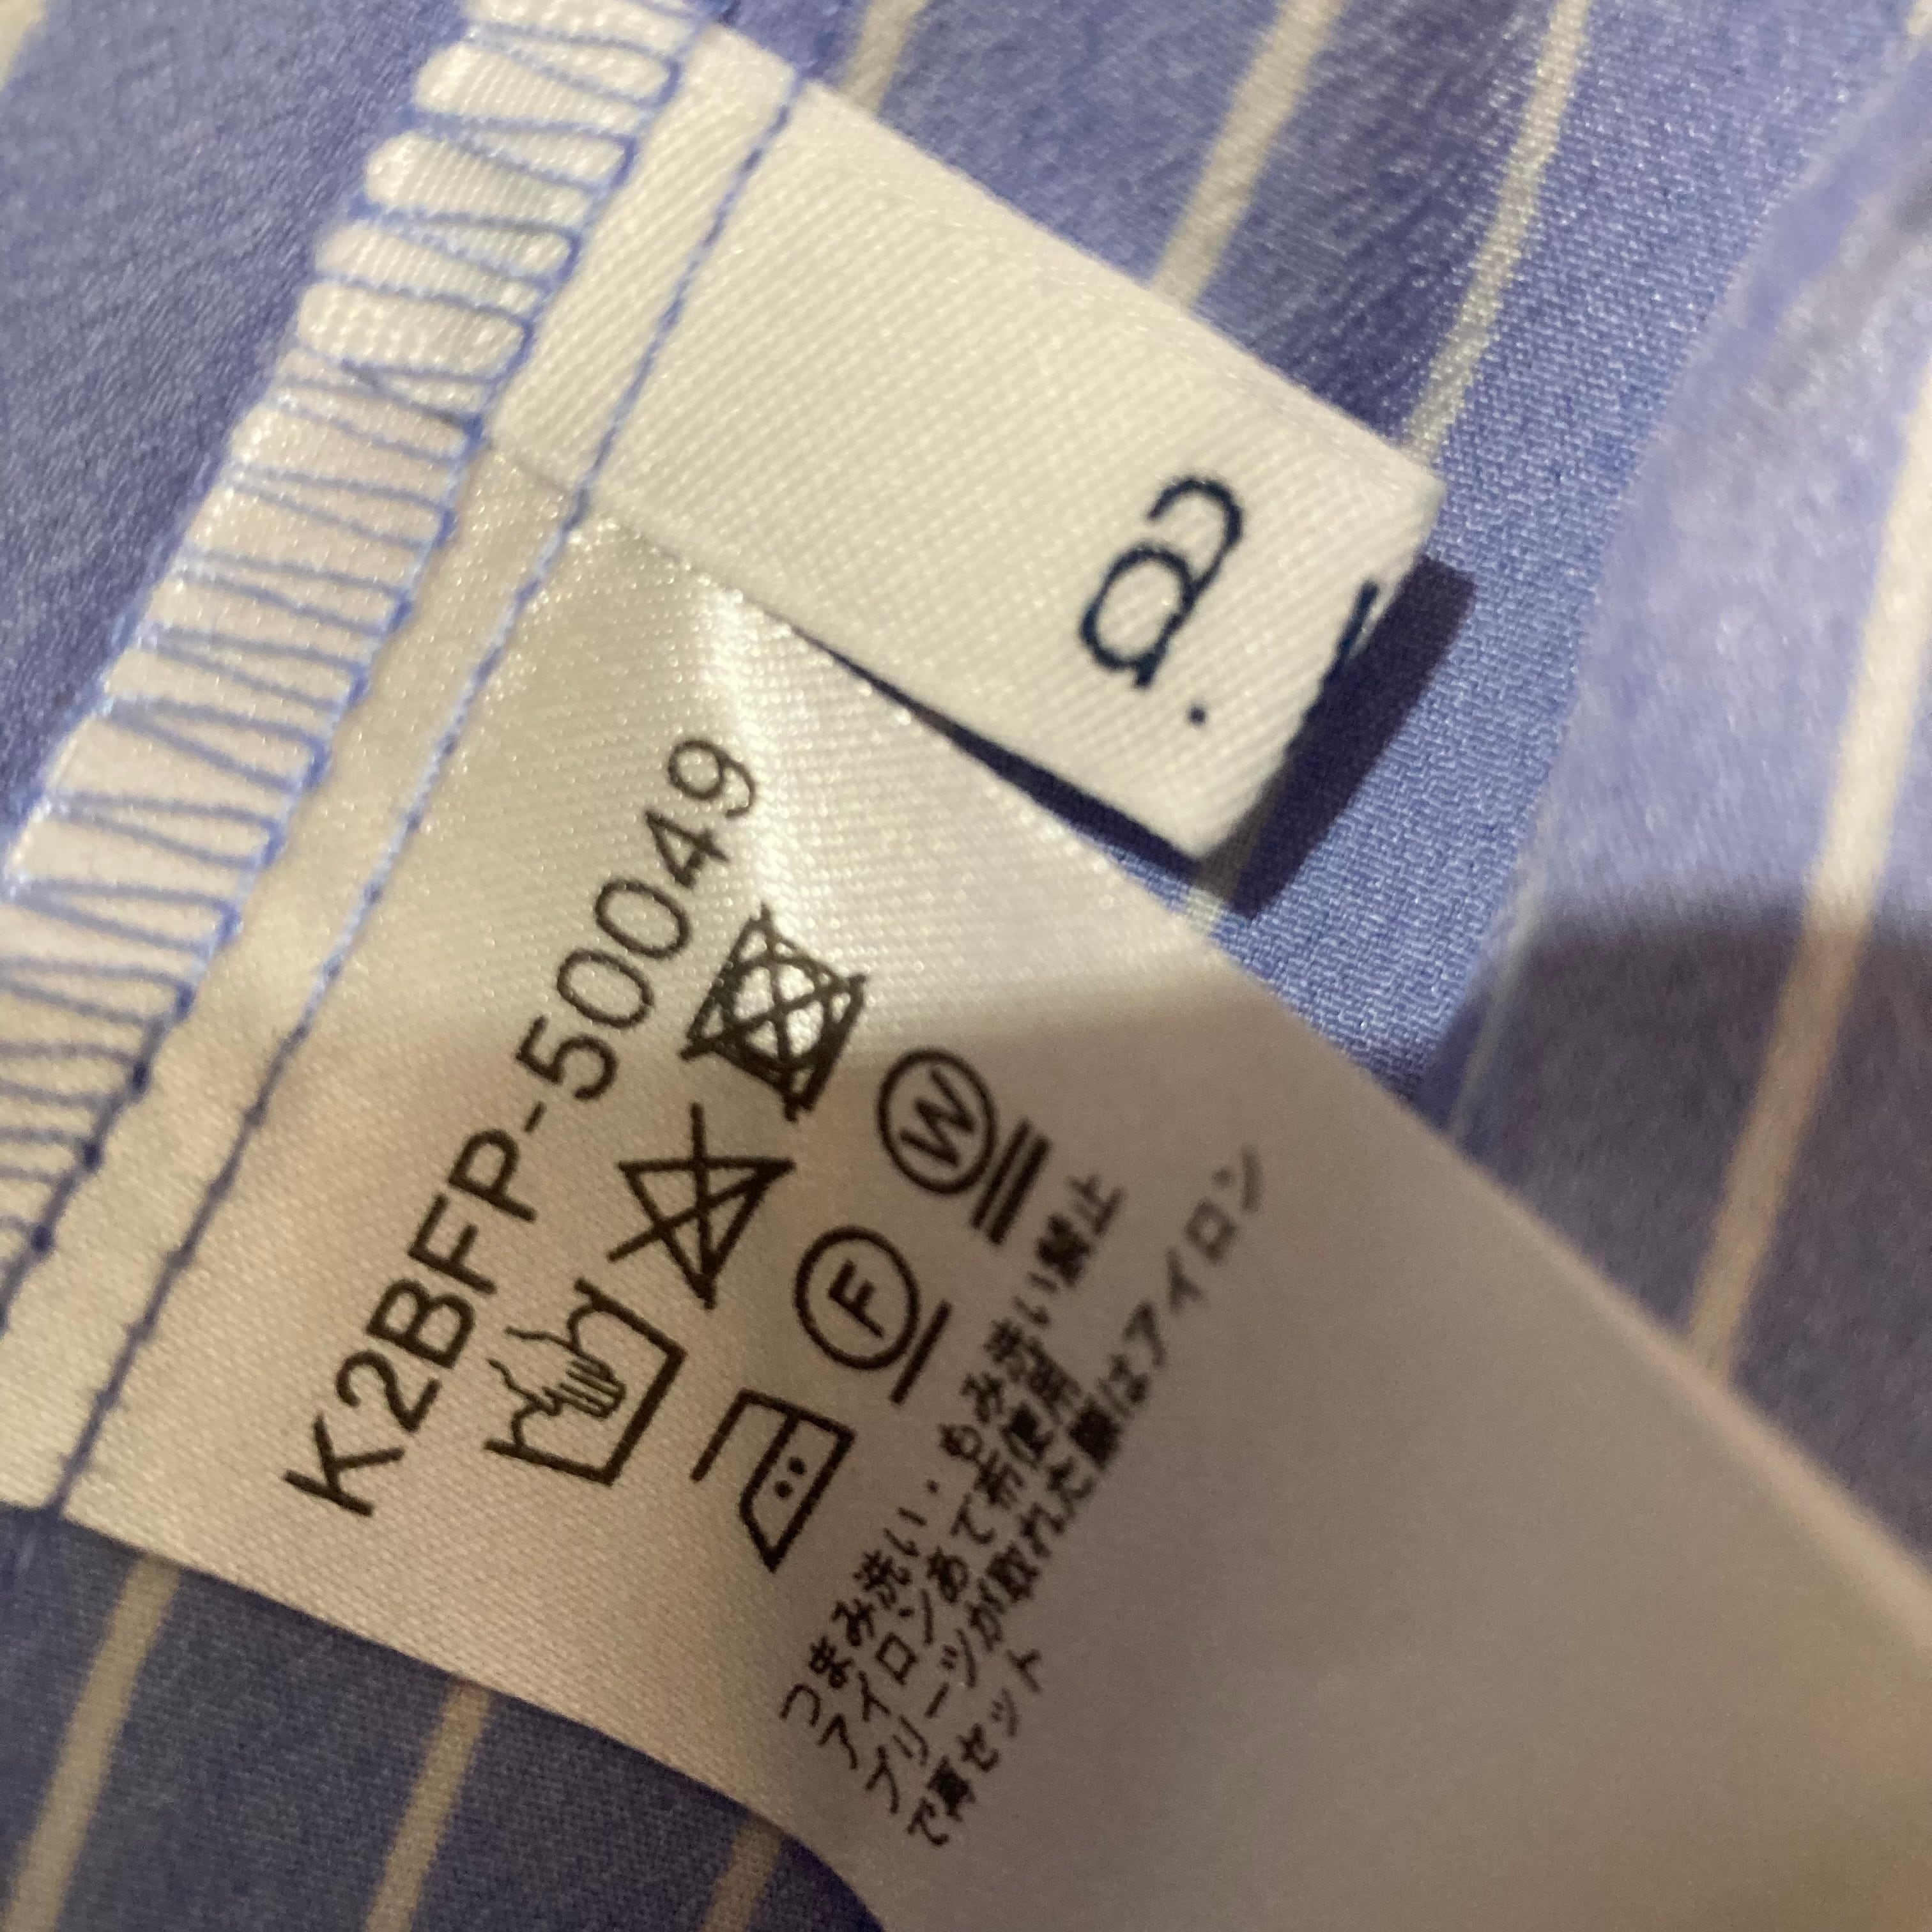 a.
K2BFP-50049
W
F
つまみ洗い・もみ洗い禁止
アイロンあて布使用
プリーツが取れた際はアイロン
で再セット